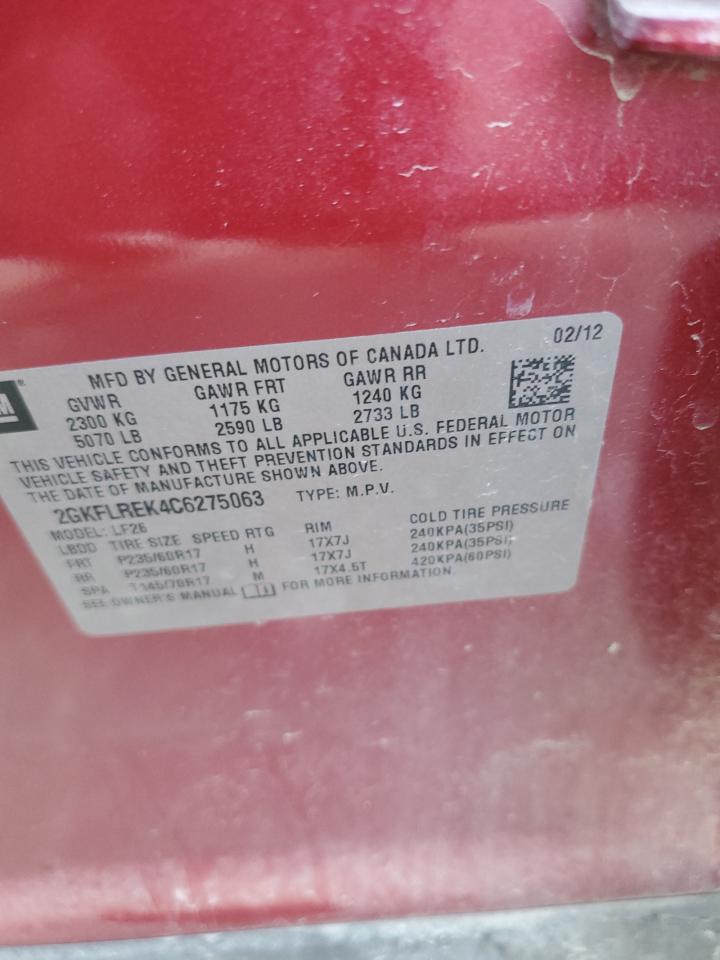 M®
MFD BY GENERAL MOTORS OF CANADA LTD. 02/12
GVWR GAWR FRT GAWR RR
2300 KG 1175 KG 1240 KG
5070 LB 2590 LB 2733 LB
THIS VEHICLE CONFORMS TO ALL APPLICABLE U.S. FEDERAL MOTOR
VEHICLE SAFETY AND THEFT PREVENTION STANDARDS IN EFFECT ON
THE DATE OF MANUFACTURE SHOWN ABOVE.
2GKFLREK4C6275063 TYPE: M.P.V.
MODEL: LF26
LBDD TIRE SIZE SPEED RTG RIM COLD TIRE PRESSURE
FRT P235/60R17 H 17X7J 240KPA(35PSI)
RR P235/60R17 H 17X7J 240KPA(35PSI)
SPA T145/70R17 M 17X4.5T 420KPA(60PSI)
SEE OWNER'S MANUAL FOR MORE INFORMATION.